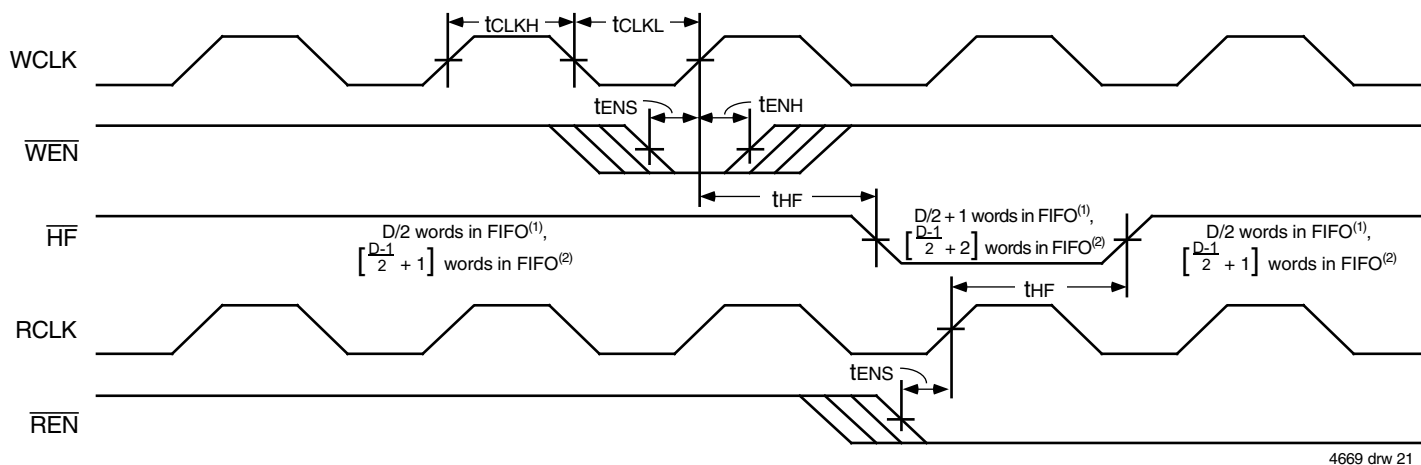 tCLKH tCLKL
WCLK
tENS tENH
WEN
tHF
HF
D/2 words in FIFO(1),
[D-1/2 + 1] words in FIFO(2)
D/2 + 1 words in FIFO(1),
[D-1/2 + 2] words in FIFO(2)
D/2 words in FIFO(1),
[D-1/2 + 1] words in FIFO(2)
tHF
RCLK
tENS
REN
4669 drw 21